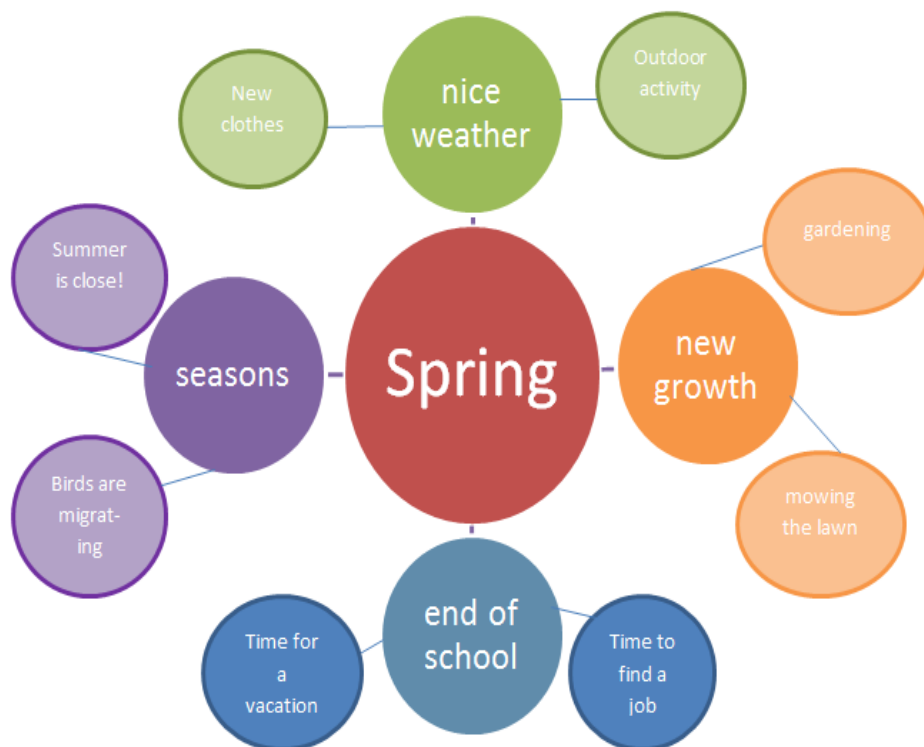 nice
weather
New
clothes
Outdoor
activity
Spring
seasons
Summer
is close!
Birds are
migrat-
ing
new
growth
gardening
mowing
the lawn
end of
school
Time for
a
vacation
Time to
find a
job